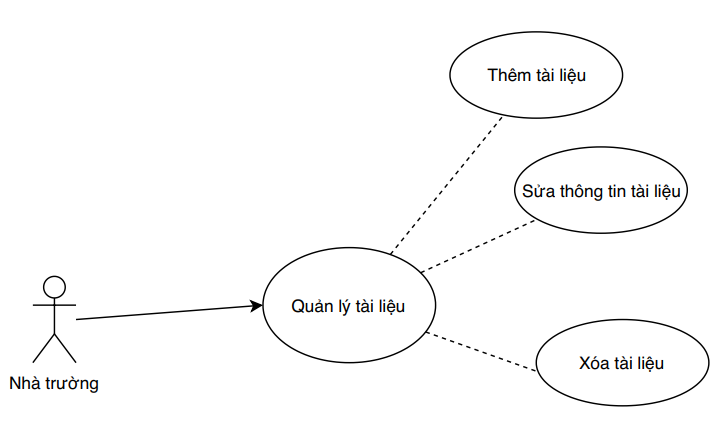 Thêm tài liệu
Sửa thông tin tài liệu
Quản lý tài liệu
Xóa tài liệu
Nhà trường